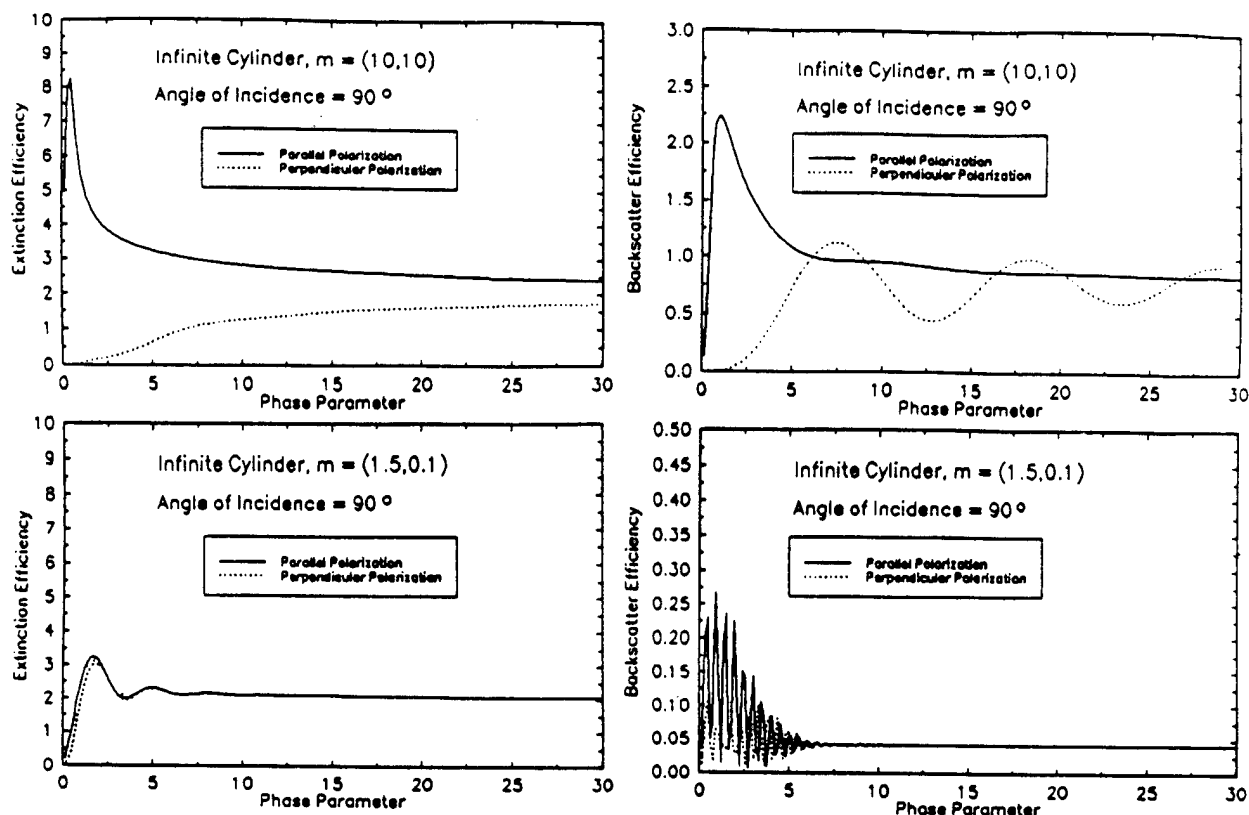 10
9
8
7
6
5
4
3
2
1
0
Extinction Efficiency
Infinite Cylinder, m = (10,10)
Angle of Incidence = 90°
Parallel Polarization
Perpendicular Polarization
0 5 10 15 20 25 30
Phase Parameter
3.0
2.5
2.0
1.5
1.0
0.5
0.0
Backscatter Efficiency
Infinite Cylinder, m = (10,10)
Angle of Incidence = 90°
Parallel Polarization
Perpendicular Polarization
0 5 10 15 20 25 30
Phase Parameter
10
9
8
7
6
5
4
3
2
1
0
Extinction Efficiency
Infinite Cylinder, m = (1.5,0.1)
Angle of Incidence = 90°
Parallel Polarization
Perpendicular Polarization
0 5 10 15 20 25 30
Phase Parameter
0.50
0.45
0.40
0.35
0.30
0.25
0.20
0.15
0.10
0.05
0.00
Backscatter Efficiency
Infinite Cylinder, m = (1.5,0.1)
Angle of Incidence = 90°
Parallel Polarization
Perpendicular Polarization
0 5 10 15 20 25 30
Phase Parameter